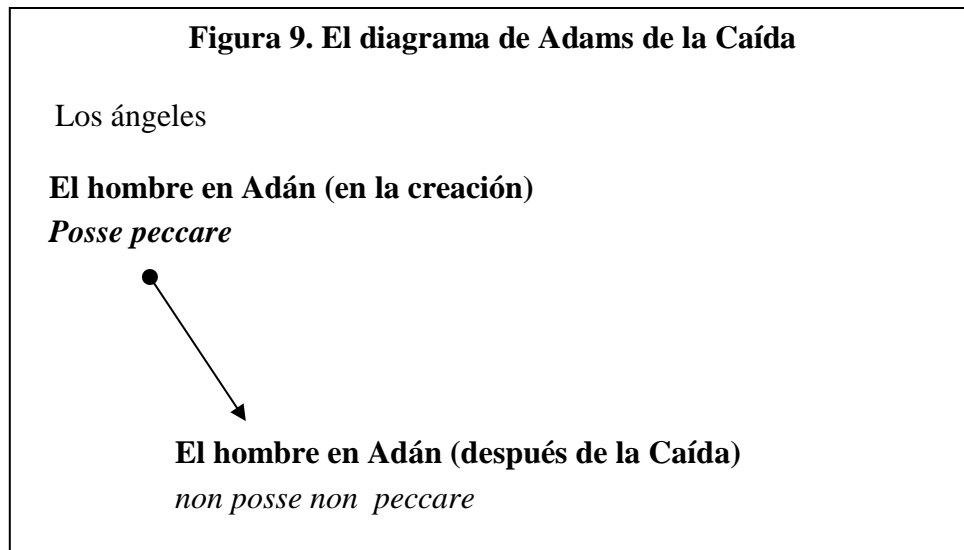 Figura 9. El diagrama de Adams de la Caída
Los ángeles
El hombre en Adán (en la creación)
Posse peccare
El hombre en Adán (después de la Caída)
non posse non peccare